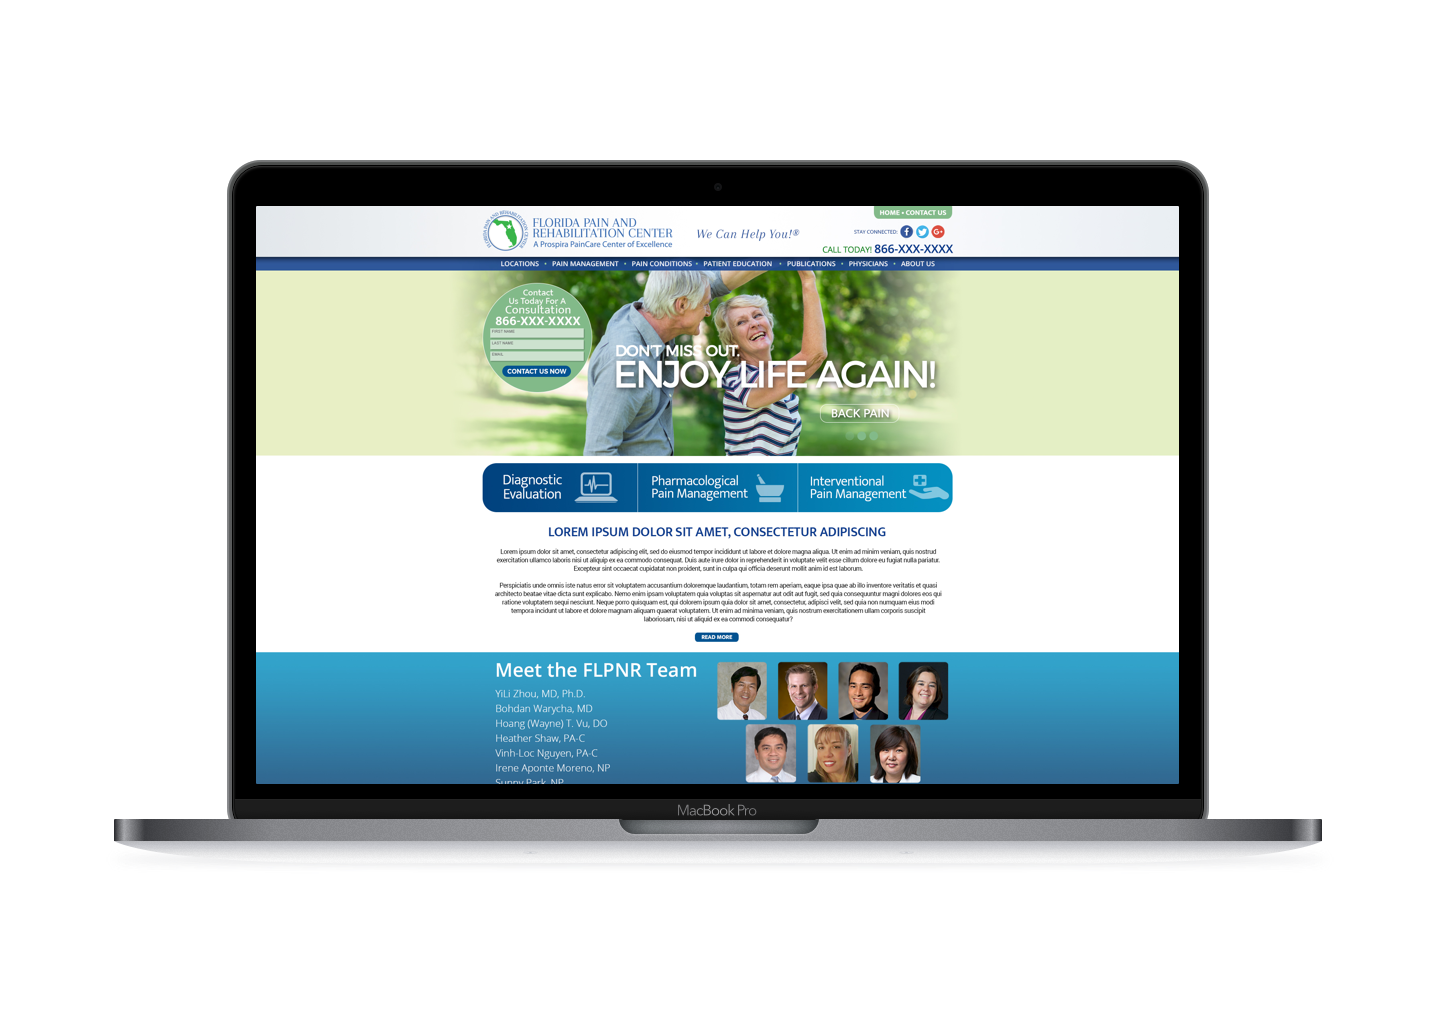 HOME • CONTACT US
FLORIDA PAIN AND RENABILITATION CENTER
FLORIDA PAIN AND
REHABILITATION CENTER
A Prospira PainCare Center of Excellence
We Can Help You!®
STAY CONNECTED:
CALL TODAY! 866-XXX-XXXX
LOCATIONS • PAIN MANAGEMENT • PAIN CONDITIONS • PATIENT EDUCATION • PUBLICATIONS • PHYSICIANS • ABOUT US
Contact
Us Today For A
Consultation
866-XXX-XXXX
FIRST NAME
LAST NAME
EMAIL
CONTACT US NOW
DON'T MISS OUT.
ENJOY LIFE AGAIN!
BACK PAIN
Diagnostic
Evaluation
Pharmacological
Pain Management
Interventional
Pain Management
LOREM IPSUM DOLOR SIT AMET, CONSECTETUR ADIPISCING
Lorem ipsum dolor sit amet, consectetur adipiscing elit, sed do eiusmod tempor incididunt ut labore et dolore magna aliqua. Ut enim ad minim veniam, quis nostrud
exercitation ullamco laboris nisi ut aliquip ex ea commodo consequat. Duis aute irure dolor in reprehenderit in voluptate velit esse cillum dolore eu fugiat nulla pariatur.
Excepteur sint occaecat cupidatat non proident, sunt in culpa qui officia deserunt mollit anim id est laborum.
Perspiciatis unde omnis iste natus error sit voluptatem accusantium doloremque laudantium, totam rem aperiam, eaque ipsa quae ab illo inventore veritatis et quasi
architecto beatae vitae dicta sunt explicabo. Nemo enim ipsam voluptatem quia voluptas sit aspernatur aut odit aut fugit, sed quia consequuntur magni dolores eos qui
ratione voluptatem sequi nesciunt. Neque porro quisquam est, qui dolorem ipsum quia dolor sit amet, consectetur, adipisci velit, sed quia non numquam eius modi
tempora incidunt ut labore et dolore magnam aliquam quaerat voluptatem. Ut enim ad minima veniam, quis nostrum exercitationem ullam corporis suscipit
laboriosam, nisi ut aliquid ex ea commodi consequatur?
READ MORE
Meet the FLPNR Team
YiLi Zhou, MD, Ph.D.
Bohdan Warycha, MD
Hoang (Wayne) T. Vu, DO
Heather Shaw, PA-C
Vinh-Loc Nguyen, PA-C
Irene Aponte Moreno, NP
Sunny Park, NP
MacBook Pro